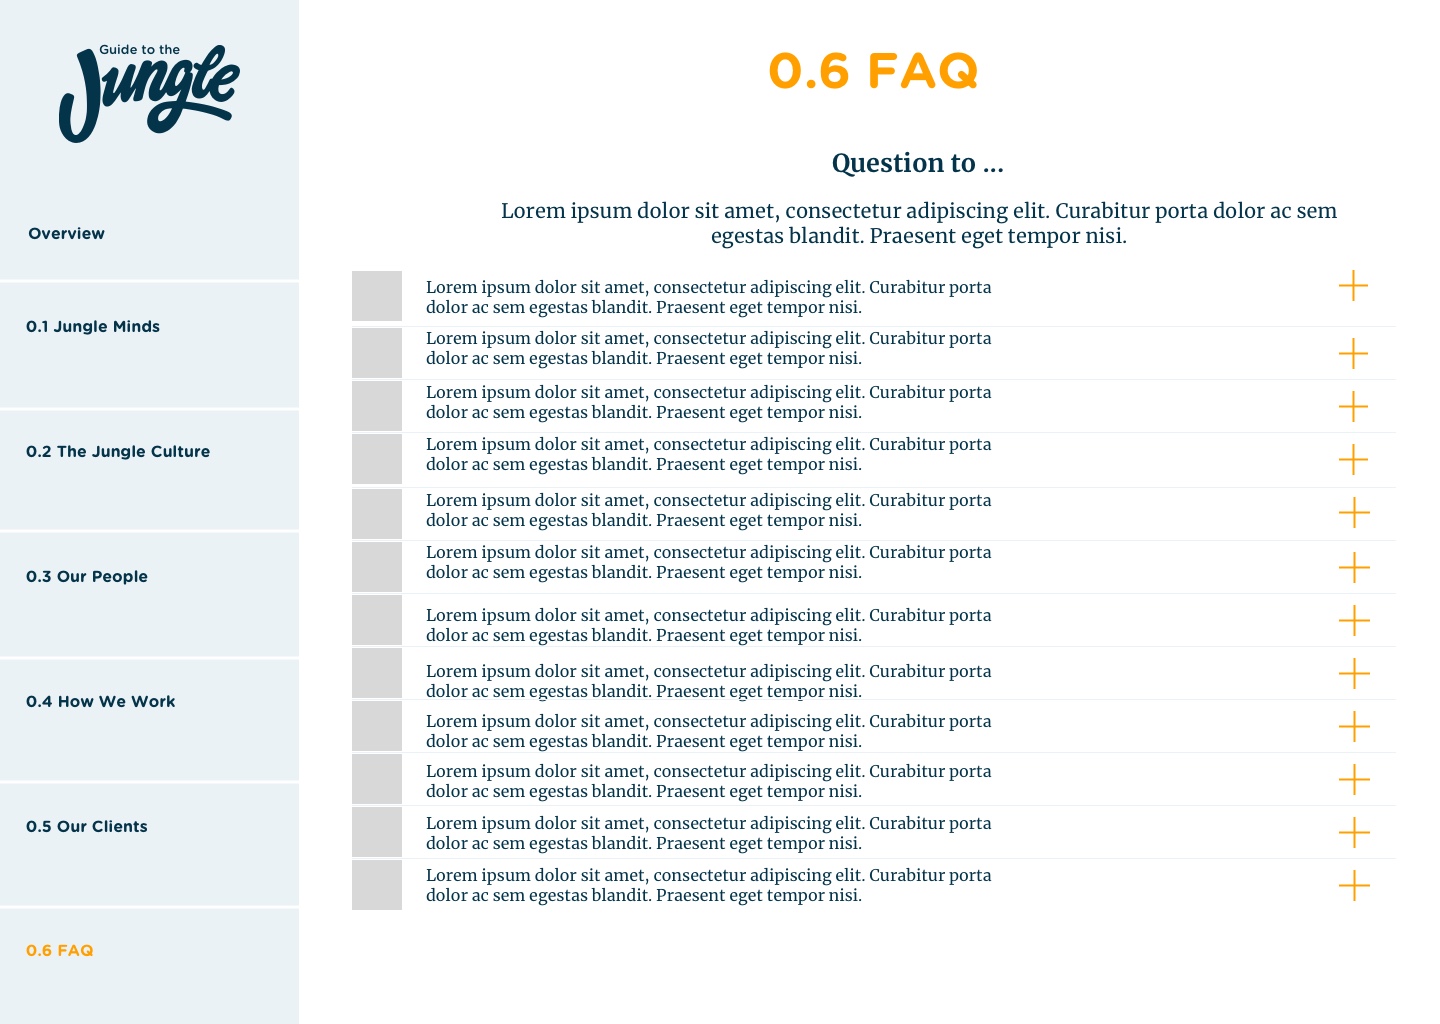 Guide to the
Jungle
Overview
0.1 Jungle Minds
0.2 The Jungle Culture
0.3 Our People
0.4 How We Work
0.5 Our Clients
0.6 FAQ
0.6 FAQ
Question to ...
Lorem ipsum dolor sit amet, consectetur adipiscing elit. Curabitur porta dolor ac sem
egestas blandit. Praesent eget tempor nisi.
Lorem ipsum dolor sit amet, consectetur adipiscing elit. Curabitur porta
dolor ac sem egestas blandit. Praesent eget tempor nisi.
Lorem ipsum dolor sit amet, consectetur adipiscing elit. Curabitur porta
dolor ac sem egestas blandit. Praesent eget tempor nisi.
Lorem ipsum dolor sit amet, consectetur adipiscing elit. Curabitur porta
dolor ac sem egestas blandit. Praesent eget tempor nisi.
Lorem ipsum dolor sit amet, consectetur adipiscing elit. Curabitur porta
dolor ac sem egestas blandit. Praesent eget tempor nisi.
Lorem ipsum dolor sit amet, consectetur adipiscing elit. Curabitur porta
dolor ac sem egestas blandit. Praesent eget tempor nisi.
Lorem ipsum dolor sit amet, consectetur adipiscing elit. Curabitur porta
dolor ac sem egestas blandit. Praesent eget tempor nisi.
Lorem ipsum dolor sit amet, consectetur adipiscing elit. Curabitur porta
dolor ac sem egestas blandit. Praesent eget tempor nisi.
Lorem ipsum dolor sit amet, consectetur adipiscing elit. Curabitur porta
dolor ac sem egestas blandit. Praesent eget tempor nisi.
Lorem ipsum dolor sit amet, consectetur adipiscing elit. Curabitur porta
dolor ac sem egestas blandit. Praesent eget tempor nisi.
Lorem ipsum dolor sit amet, consectetur adipiscing elit. Curabitur porta
dolor ac sem egestas blandit. Praesent eget tempor nisi.
Lorem ipsum dolor sit amet, consectetur adipiscing elit. Curabitur porta
dolor ac sem egestas blandit. Praesent eget tempor nisi.
Lorem ipsum dolor sit amet, consectetur adipiscing elit. Curabitur porta
dolor ac sem egestas blandit. Praesent eget tempor nisi.